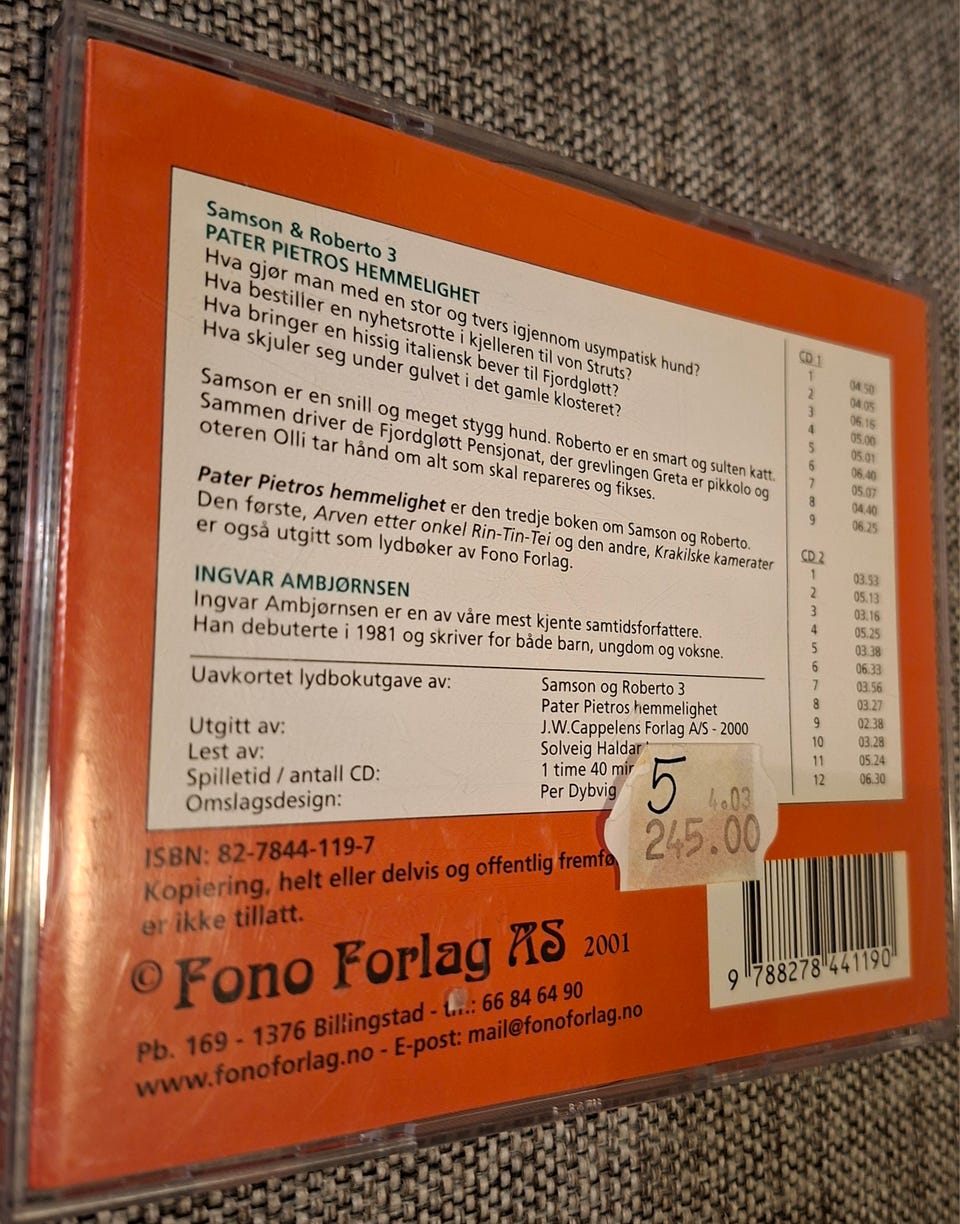 Samson & Roberto 3
PATER PIETROS HEMMELIGHET
Hva gjør man med en stor og tvers igjennom usympatisk hund?
Hva bestiller en nyhetsrotte i kjelleren til von Struts?
Hva bringer en hissig italiensk bever til Fjordgløtt?
Hva skjuler seg under gulvet i det gamle klosteret?
Samson er en snill og meget stygg hund. Roberto er en smart og sulten katt.
Sammen driver de Fjordgløtt Pensjonat, der grevlingen Greta er pikkolo og
oteren Olli tar hånd om alt som skal repareres og fikses.
Pater Pietros hemmelighet er den tredje boken om Samson og Roberto.
Den første, Arven etter onkel Rin-Tin-Tei og den andre, Krakilske kamerater
er også utgitt som lydbøker av Fono Forlag.
INGVAR AMBJØRNSEN
Ingvar Ambjørnsen er en av våre mest kjente samtidsforfattere.
Han debuterte i 1981 og skriver for både barn, ungdom og voksne.
Uavkortet lydbokutgave av: Samson og Roberto 3
Pater Pietros hemmelighet
Utgitt av: J.W.Cappelens Forlag A/S - 2000
Lest av: Solveig Haldar
Spilletid / antall CD: 1 time 40 min
Omslagsdesign: Per Dybvig
CD 1
1 04.50
2 04.05
3 06.16
4 05.00
5 05.01
6 06.40
7 05.07
8 04.40
9 06.25
CD 2
1 03.53
2 05.13
3 03.16
4 05.25
5 03.38
6 06.33
7 03.56
8 03.27
9 02.38
10 03.28
11 05.24
12 06.30
5
4.03
245.00
ISBN: 82-7844-119-7
Kopiering, helt eller delvis og offentlig fremfø
er ikke tillatt.
© Fono Forlag AS 2001
Pb. 169 - 1376 Billingstad - tlf.: 66 84 64 90
www.fonoforlag.no - E-post: mail@fonoforlag.no
9 788278 441190